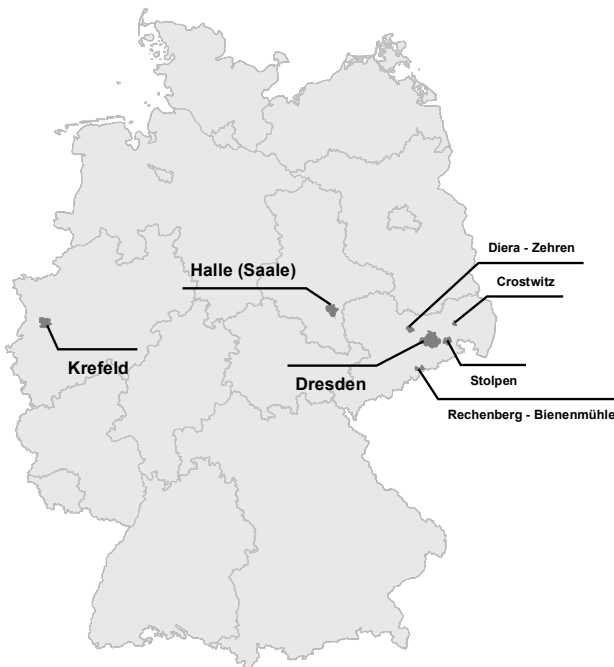 Diera - Zehren
Halle (Saale)
Crostwitz
Krefeld
Dresden
Stolpen
Rechenberg - Bienenmühle